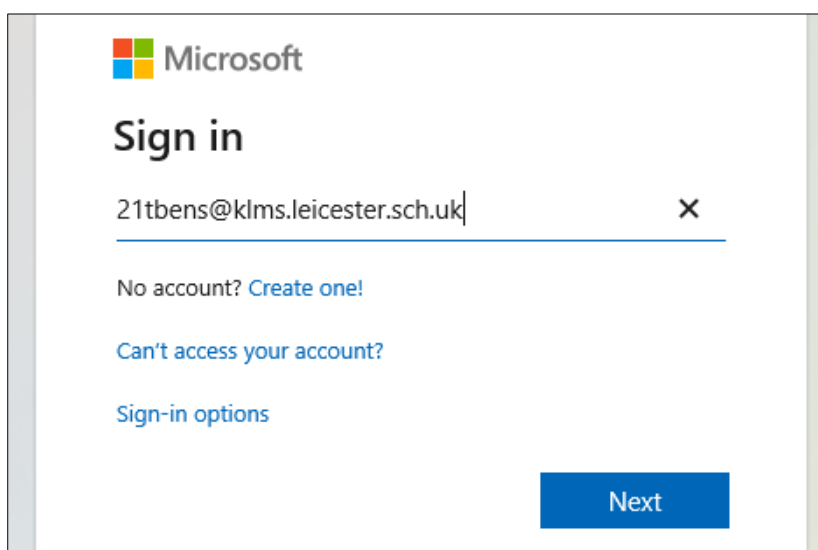 Microsoft
Sign in
21tbens@klms.leicester.sch.uk
No account? Create one!
Can't access your account?
Sign-in options
Next